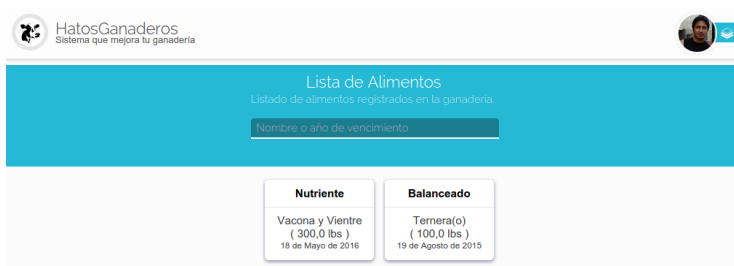 HatosGanaderos
Sistema que mejora tu ganadería
Lista de Alimentos
Listado de alimentos registrados en la ganadería..
Nombre o año de vencimiento
Nutriente
Vacona y Vientre
( 300,0 lbs )
18 de Mayo de 2016
Balanceado
Ternera(o)
( 100,0 lbs )
19 de Agosto de 2015